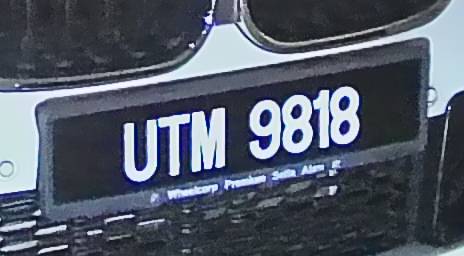 UTM 9818
Wheelcorp Premium Setia Alam